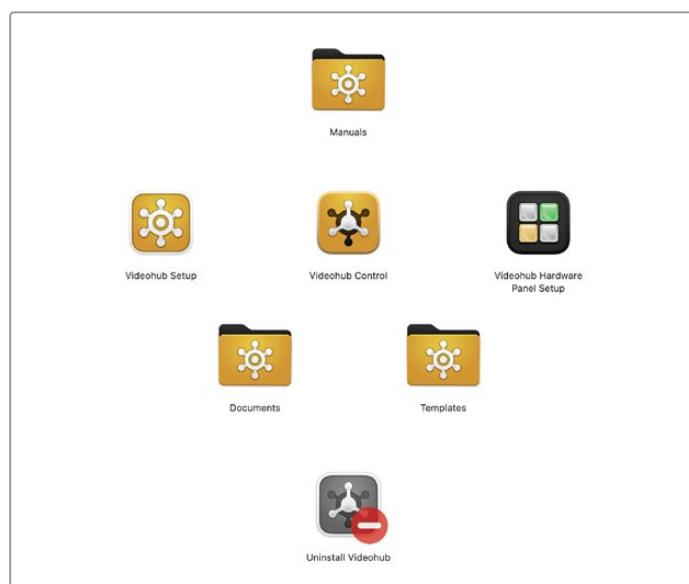 Manuals
Videohub Setup
Videohub Control
Videohub Hardware
Panel Setup
Documents
Templates
Uninstall Videohub